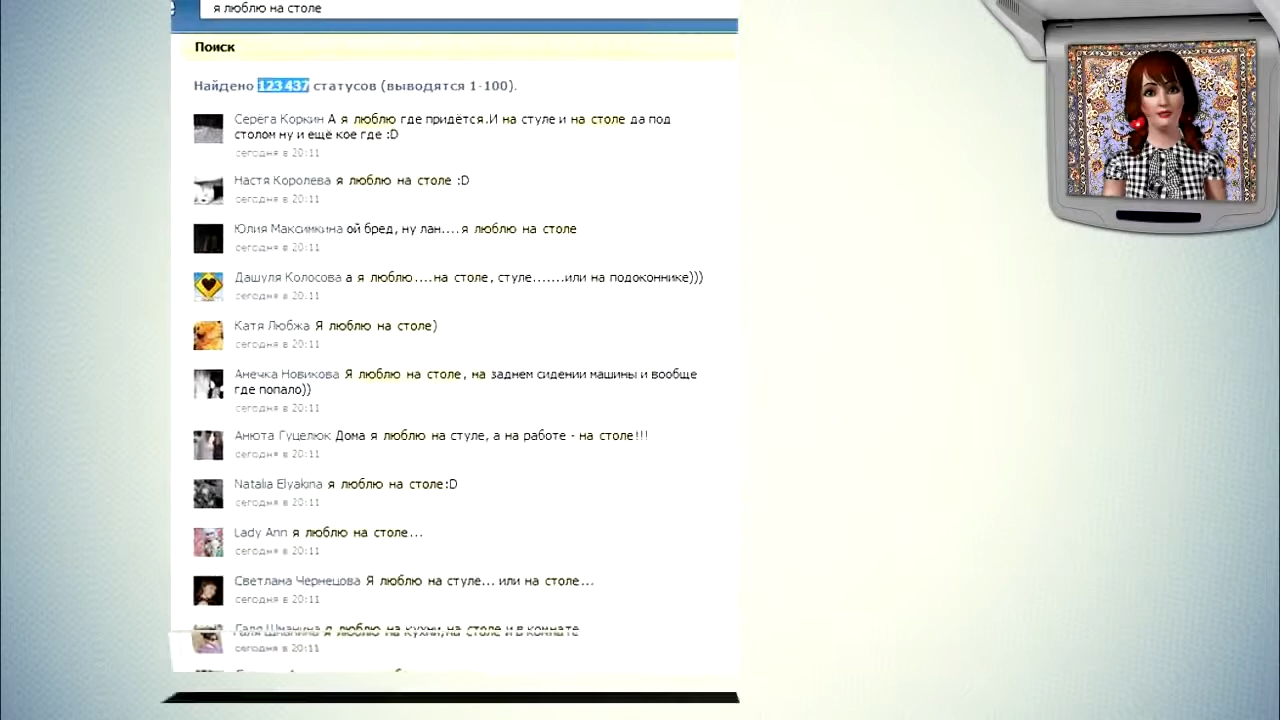 я люблю на столе
Поиск
Найдено 123 437 статусов (выводятся 1-100).
Серега Коркин А я люблю где придётся.И на стуле и на столе да под
столом ну и ещё кое где :D
сегодня в 20:11
Настя Королева я люблю на столе :D
сегодня в 20:11
Юлия Максимкина ой бред, ну лан....я люблю на столе
сегодня в 20:11
Дашуля Колосова а я люблю....на столе, стуле.......или на подоконнике)))
сегодня в 20:11
Катя Любжа Я люблю на столе)
сегодня в 20:11
Анечка Новикова Я люблю на столе, на заднем сидении машины и вообще
где попало))
сегодня в 20:11
Анюта Гуцелюк Дома я люблю на стуле, а на работе - на столе!!!
сегодня в 20:11
Natalia Elyakina я люблю на столе:D
сегодня в 20:11
Lady Ann я люблю на столе...
сегодня в 20:11
Светлана Чернецова Я люблю на стуле... или на столе...
сегодня в 20:11
Галя Шманина я люблю на кухни,на столе и в комнате
сегодня в 20:11